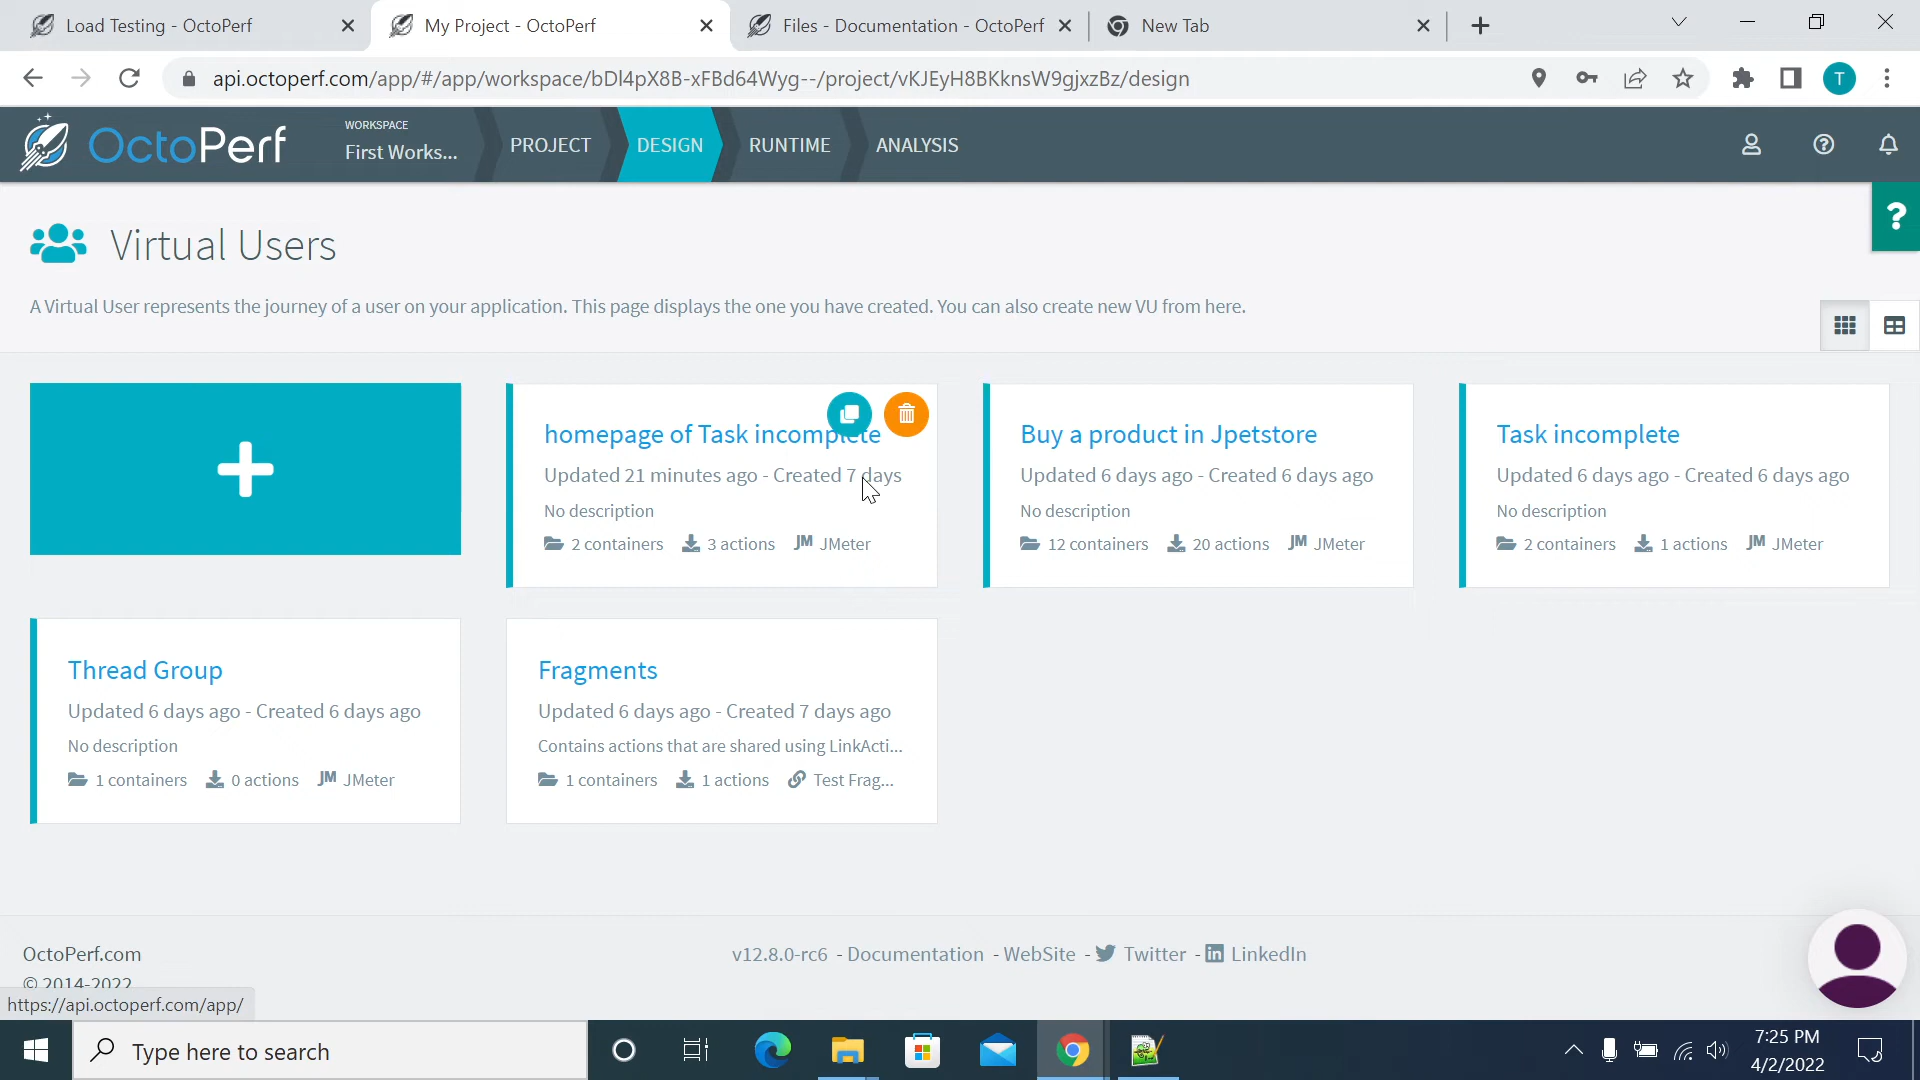 Load Testing - OctoPerf
My Project - OctoPerf
Files - Documentation - OctoPerf
New Tab
api.octoperf.com/app/#/app/workspace/bDl4pX8B-xFBd64Wyg--/project/vKJEyH8BKknsW9gjxzBz/design
T
OctoPerf
WORKSPACE
First Works...
PROJECT
DESIGN
RUNTIME
ANALYSIS
?
Virtual Users
A Virtual User represents the journey of a user on your application. This page displays the one you have created. You can also create new VU from here.
homepage of Task incomplete
Updated 21 minutes ago - Created 7 days
No description
2 containers 3 actions JM JMeter
Buy a product in Jpetstore
Updated 6 days ago - Created 6 days ago
No description
12 containers 20 actions JM JMeter
Task incomplete
Updated 6 days ago - Created 6 days ago
No description
2 containers 1 actions JM JMeter
Thread Group
Updated 6 days ago - Created 6 days ago
No description
1 containers 0 actions JM JMeter
Fragments
Updated 6 days ago - Created 7 days ago
Contains actions that are shared using LinkActi...
1 containers 1 actions Test Frag...
OctoPerf.com
© 2014-2022
v12.8.0-rc6 - Documentation - WebSite - Twitter - LinkedIn
https://api.octoperf.com/app/
Type here to search
7:25 PM
4/2/2022